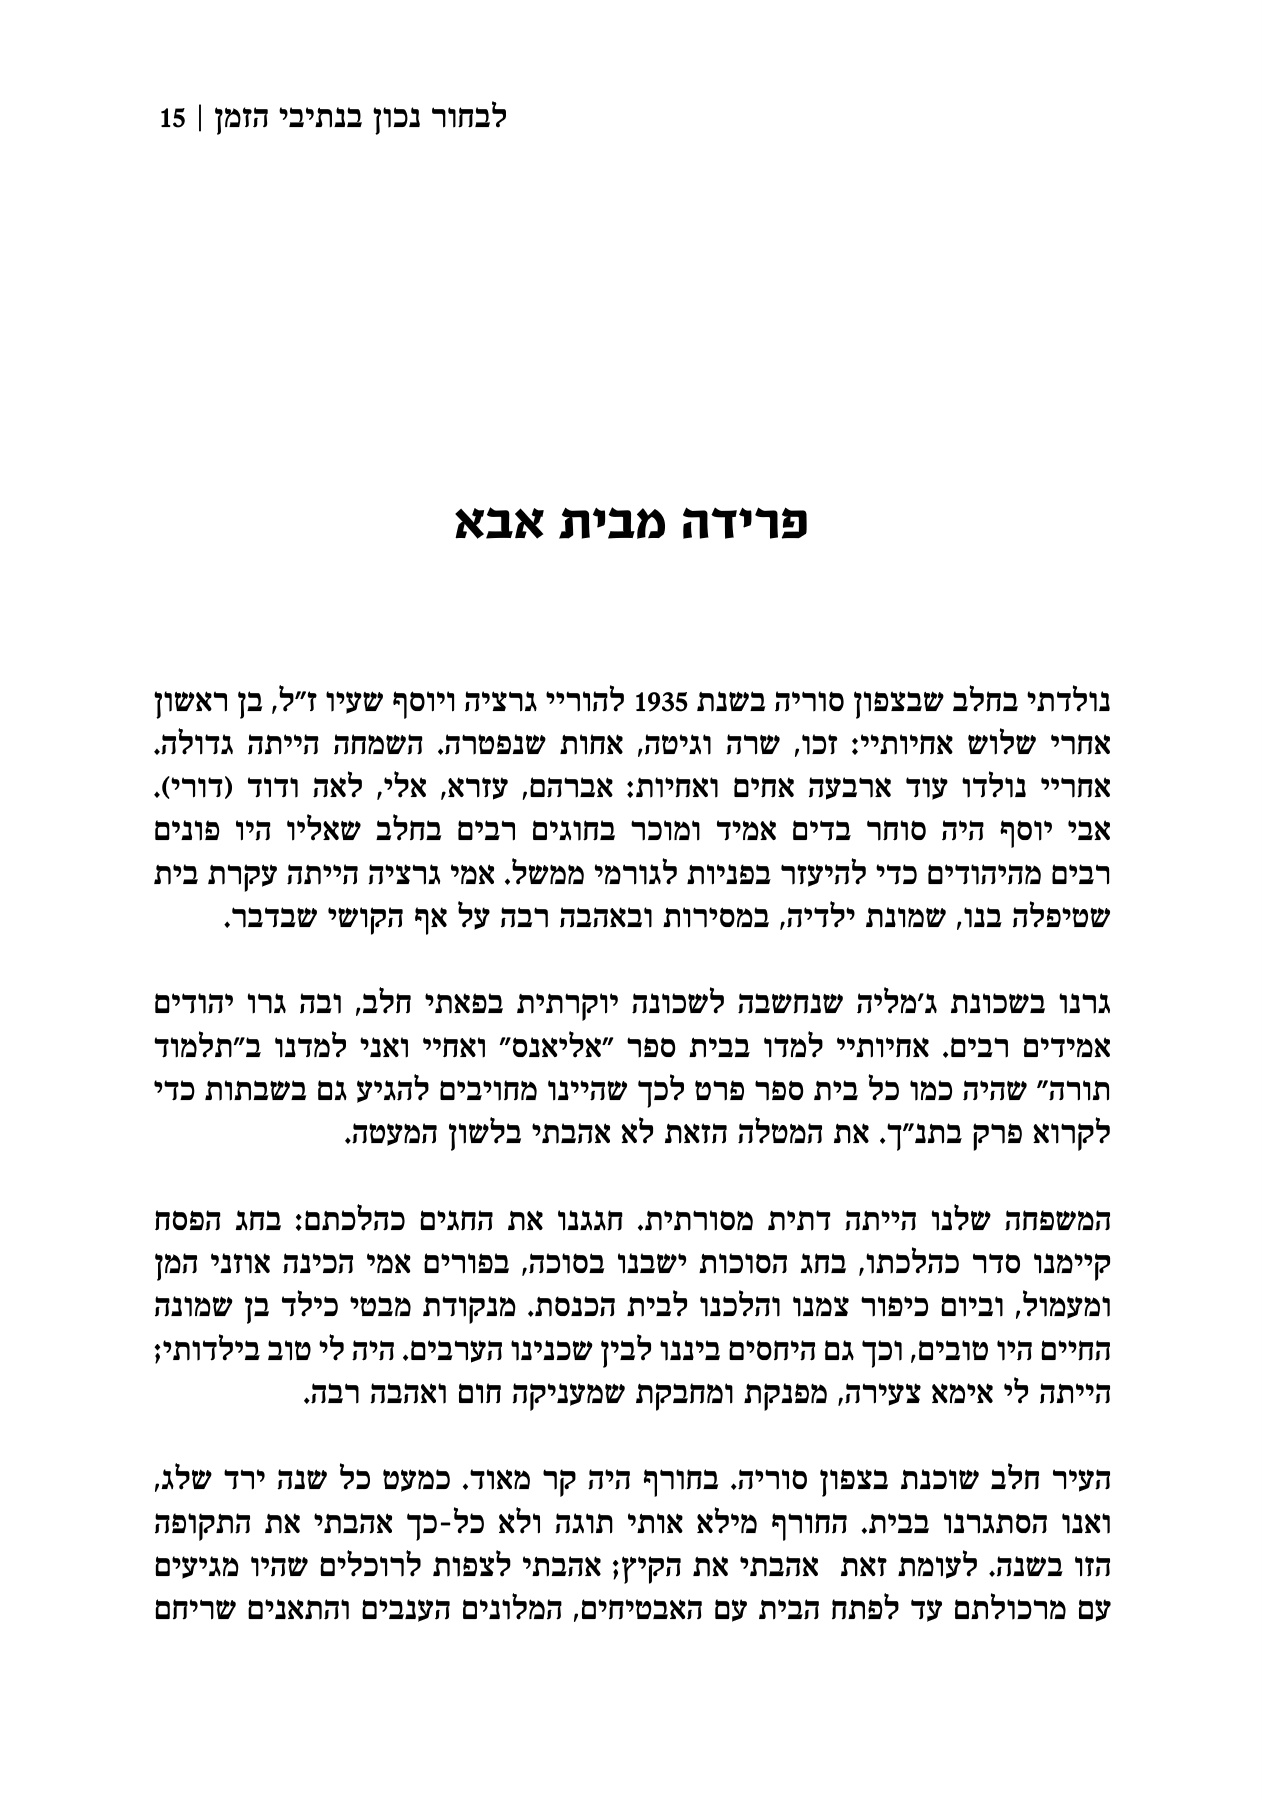 לבחור נכון בנתיבי הזמן | 15
פרידה מבית אבא
נולדתי בחלב שבצפון סוריה בשנת 1935 להוריי גרציה ויוסף שעיו ז״ל, בן ראשון
אחרי שלוש אחיותיי: זכו, שרה וגיטה, אחות שנפטרה. השמחה הייתה גדולה.
אחריי נולדו עוד ארבעה אחים ואחיות: אברהם, עזרא, אלי, לאה ודוד (דורי).
אבי יוסף היה סוחר בדים אמיד ומוכר בחוגים רבים בחלב שאליו היו פונים
רבים מהיהודים כדי להיעזר בפניות לגורמי ממשל. אמי גרציה הייתה עקרת בית
שטיפלה בנו, שמונת ילדיה, במסירות ובאהבה רבה על אף הקושי שבדבר.
גרנו בשכונת ג׳מליה שנחשבה לשכונה יוקרתית בפאתי חלב, ובה גרו יהודים
אמידים רבים. אחיותיי למדו בבית ספר ״אליאנס״ ואחיי ואני למדנו ב״תלמוד
תורה״ שהיה כמו כל בית ספר פרט לכך שהיינו מחויבים להגיע גם בשבתות כדי
לקרוא פרק בתנ״ך. את המטלה הזאת לא אהבתי בלשון המעטה.
המשפחה שלנו הייתה דתית מסורתית. חגגנו את החגים כהלכתם: בחג הפסח
קיימנו סדר כהלכתו, בחג הסוכות ישבנו בסוכה, בפורים אמי הכינה אוזני המן
ומעמול, וביום כיפור צמנו והלכנו לבית הכנסת. מנקודת מבטי כילד בן שמונה
החיים היו טובים, וכך גם היחסים ביננו לבין שכנינו הערבים. היה לי טוב בילדותי;
הייתה לי אימא צעירה, מפנקת ומחבקת שמעניקה חום ואהבה רבה.
העיר חלב שוכנת בצפון סוריה. בחורף היה קר מאוד. כמעט כל שנה ירד שלג,
ואנו הסתגרנו בבית. החורף מילא אותי תוגה ולא כל-כך אהבתי את התקופה
הזו בשנה. לעומת זאת  אהבתי את הקיץ; אהבתי לצפות לרוכלים שהיו מגיעים
עם מרכולתם עד לפתח הבית עם האבטיחים, המלונים הענבים והתאנים שריחם